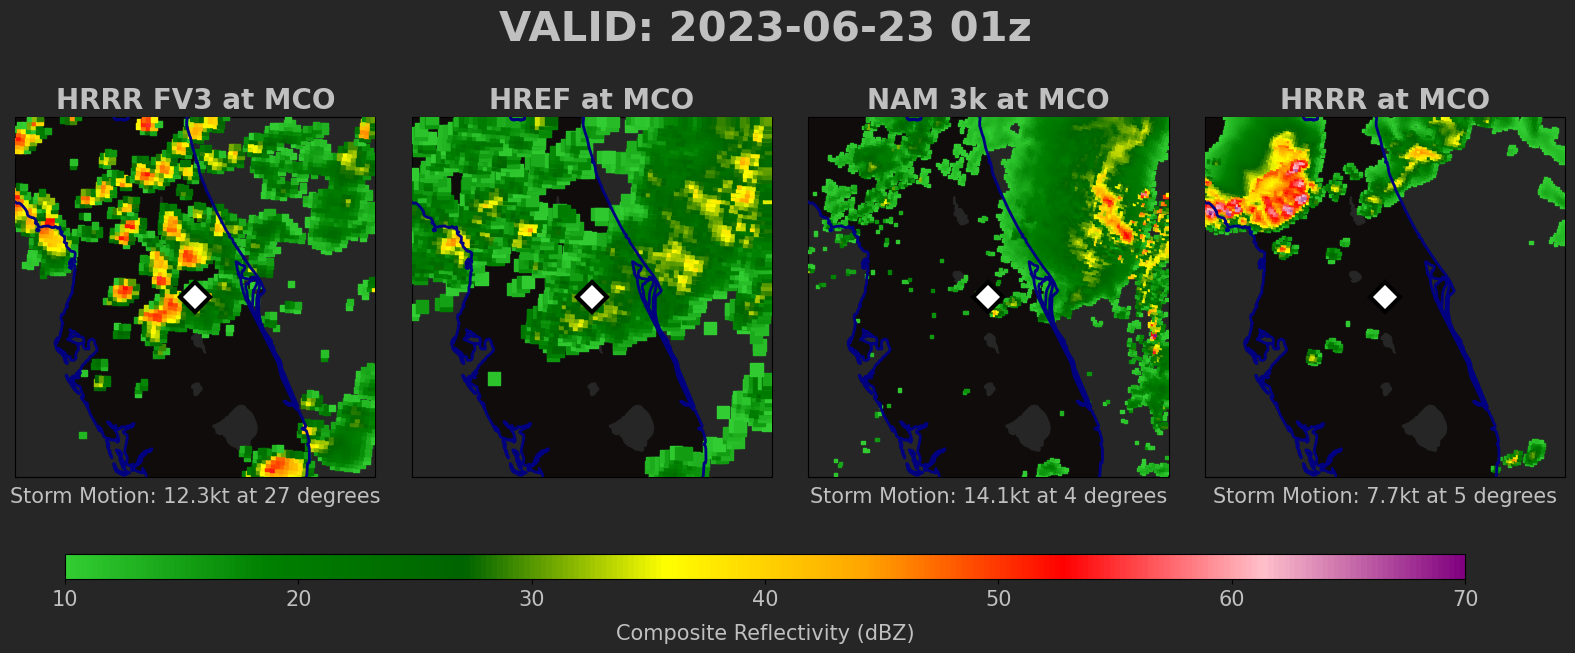 VALID: 2023-06-23 01z
HRRR FV3 at MCO
HREF at MCO
NAM 3k at MCO
HRRR at MCO
Storm Motion: 12.3kt at 27 degrees
Storm Motion: 14.1kt at 4 degrees
Storm Motion: 7.7kt at 5 degrees
10 20 30 40 50 60 70
Composite Reflectivity (dBZ)